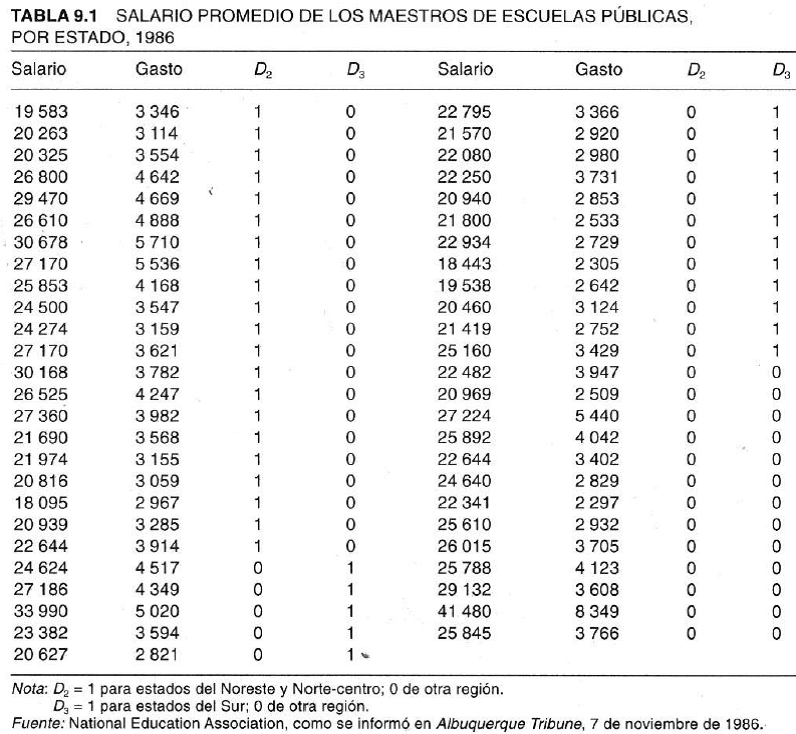 TABLA 9.1 SALARIO PROMEDIO DE LOS MAESTROS DE ESCUELAS PÚBLICAS,
POR ESTADO, 1986
Salario Gasto D2 D3 Salario Gasto D2 D3
19 583 3 346 1 0 22 795 3 366 0 1
20 263 3 114 1 0 21 570 2 920 0 1
20 325 3 554 1 0 22 080 2 980 0 1
26 800 4 642 1 0 22 250 3 731 0 1
29 470 4 669 1 0 20 940 2 853 0 1
26 610 4 888 1 0 21 800 2 533 0 1
30 678 5 710 1 0 22 934 2 729 0 1
27 170 5 536 1 0 18 443 2 305 0 1
25 853 4 168 1 0 19 538 2 642 0 1
24 500 3 547 1 0 20 460 3 124 0 1
24 274 3 159 1 0 21 419 2 752 0 1
27 170 3 621 1 0 25 160 3 429 0 1
30 168 3 782 1 0 22 482 3 947 0 0
26 525 4 247 1 0 20 969 2 509 0 0
27 360 3 982 1 0 27 224 5 440 0 0
21 690 3 568 1 0 25 892 4 042 0 0
21 974 3 155 1 0 22 644 3 402 0 0
20 816 3 059 1 0 24 640 2 829 0 0
18 095 2 967 1 0 22 341 2 297 0 0
20 939 3 285 1 0 25 610 2 932 0 0
22 644 3 914 1 0 26 015 3 705 0 0
24 624 4 517 0 1 25 788 4 123 0 0
27 186 4 349 0 1 29 132 3 608 0 0
33 990 5 020 0 1 41 480 8 349 0 0
23 382 3 594 0 1 25 845 3 766 0 0
20 627 2 821 0 1
Nota: D2 = 1 para estados del Noreste y Norte-centro; 0 de otra región.
D3 = 1 para estados del Sur; 0 de otra región.
Fuente: National Education Association, como se informó en Albuquerque Tribune, 7 de noviembre de 1986.